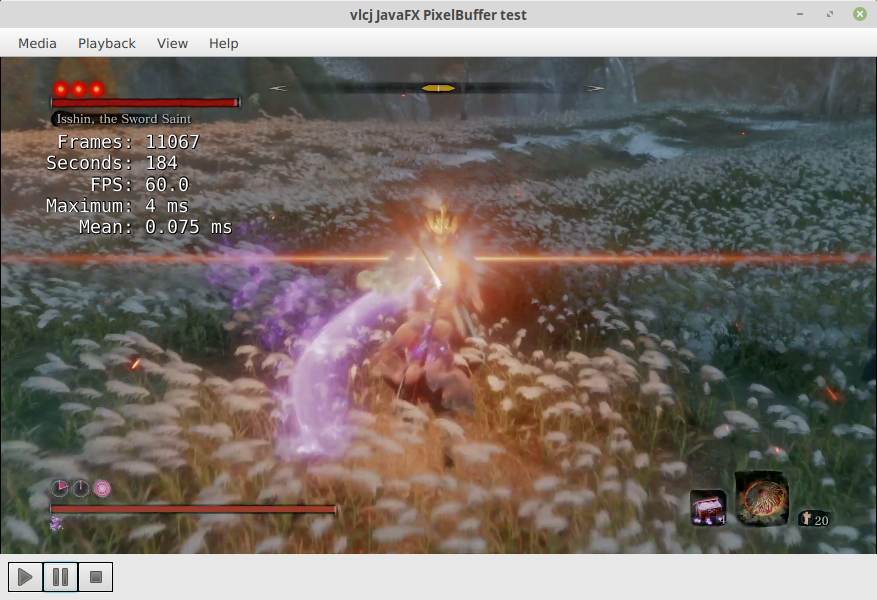 vlcj JavaFX PixelBuffer test
Media Playback View Help
Isshin, the Sword Saint
Frames: 11067
Seconds: 184
FPS: 60.0
Maximum: 4 ms
Mean: 0.075 ms
4
20